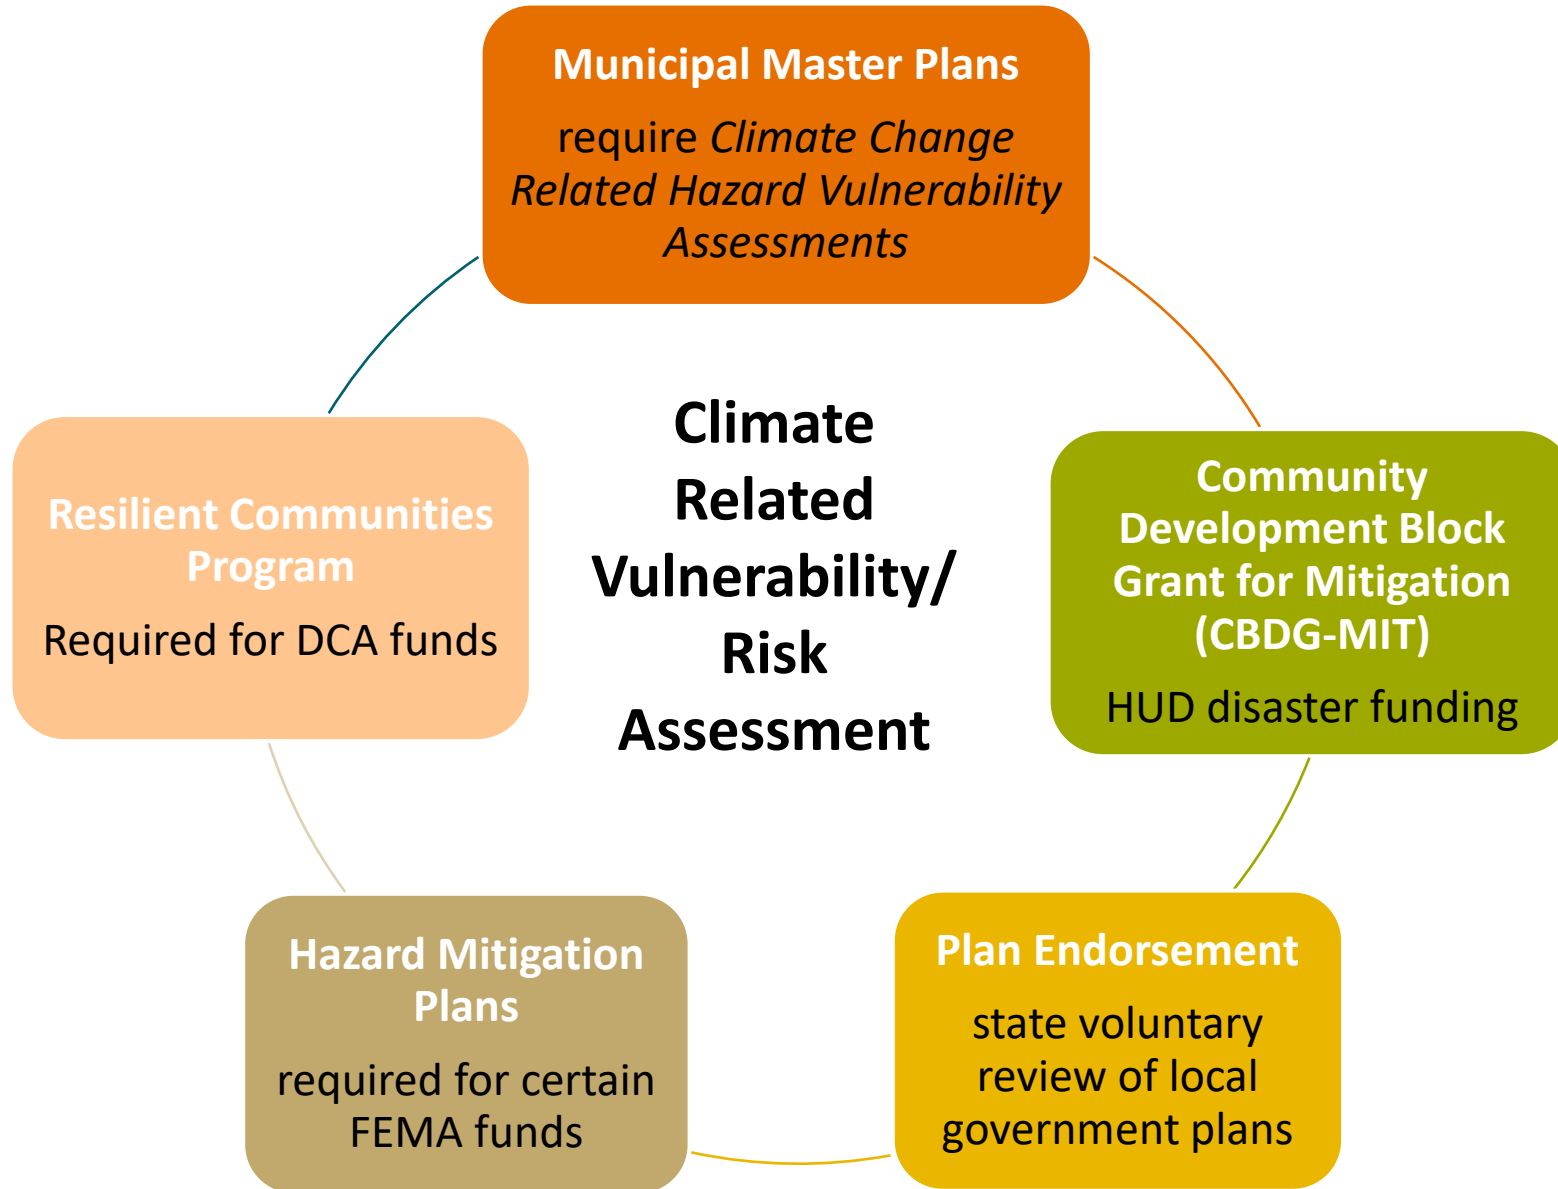 Municipal Master Plans
require Climate Change
Related Hazard Vulnerability
Assessments
Climate
Related
Vulnerability/
Risk
Assessment
Community
Development Block
Grant for Mitigation
(CBDG-MIT)
HUD disaster funding
Plan Endorsement
state voluntary
review of local
government plans
Hazard Mitigation
Plans
required for certain
FEMA funds
Resilient Communities
Program
Required for DCA funds